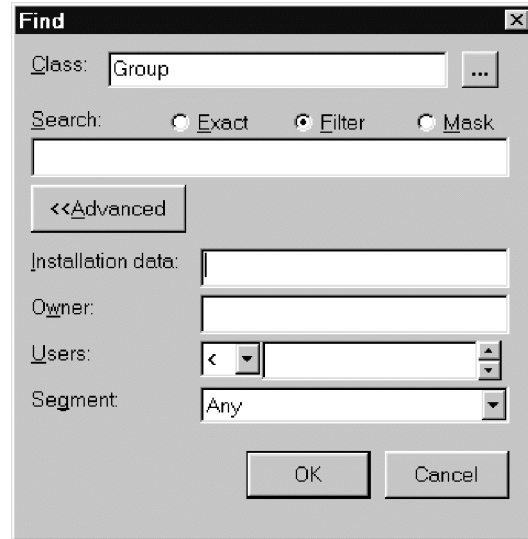 Find
Class: Group ...
Search: Exact Filter Mask
<<Advanced
Installation data:
Owner:
Users: <
Segment: Any
OK Cancel